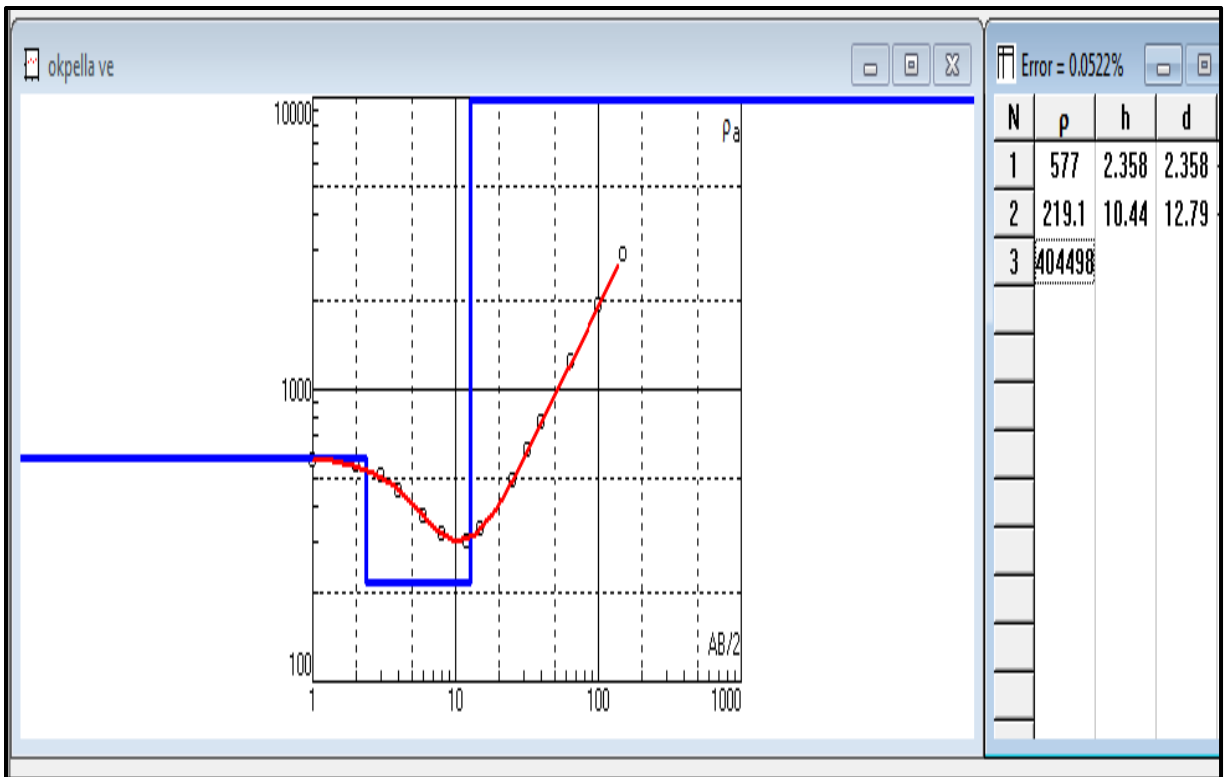 okpella ve
10000
ρa
1000
100
AB/2
1 10 100 1000
Error = 0.0522%
N ρ h d
1 577 2.358 2.358
2 219.1 10.44 12.79
3 404498